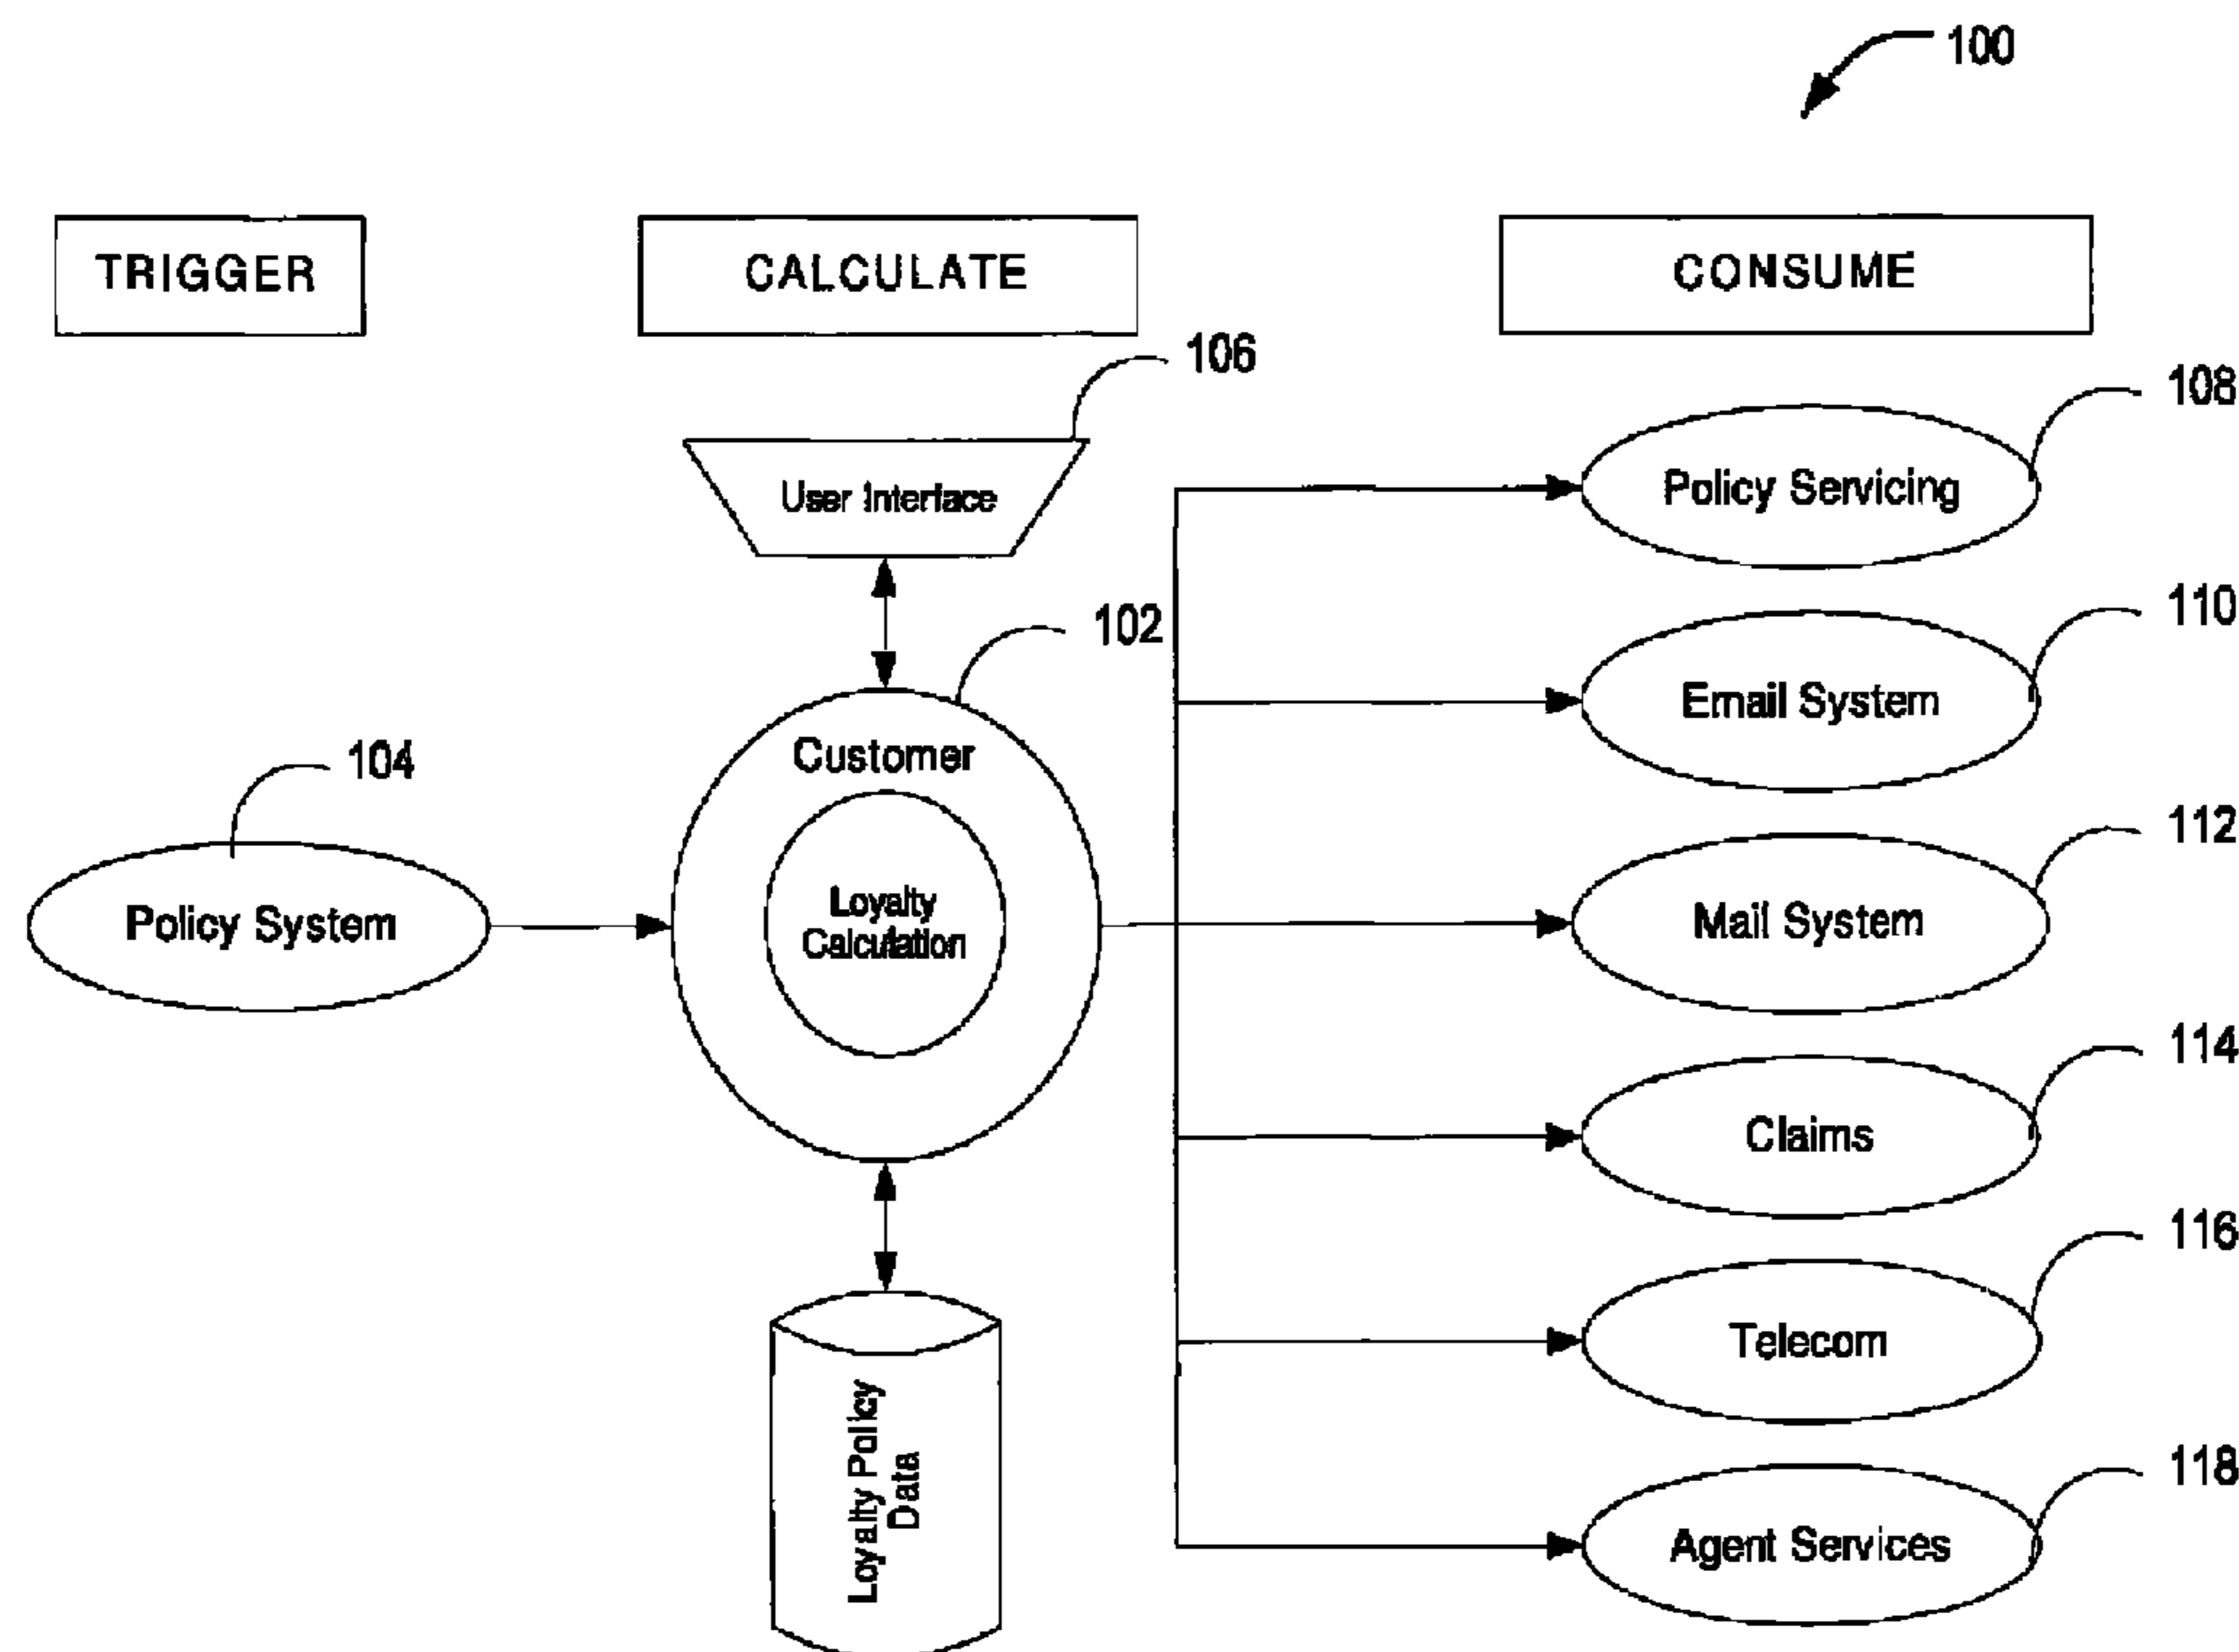 100
TRIGGER
CALCULATE
CONSUME
106
User Interface
108
Policy Servicing
110
Email System
102
Customer
Loyalty
Calculation
104
Policy System
112
Mail System
114
Claims
116
Telecom
118
Agent Services
Loyalty Policy
Data